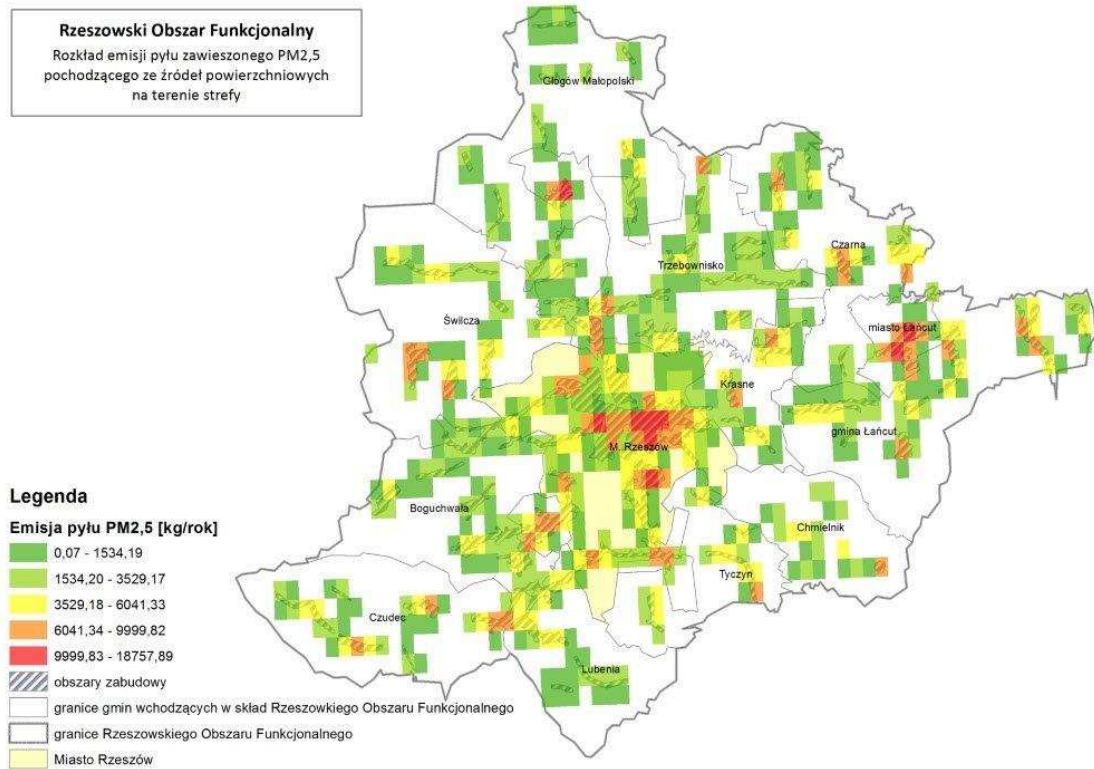 Rzeszowski Obszar Funkcjonalny
Rozkład emisji pyłu zawieszonego PM2,5
pochodzącego ze źródeł powierzchniowych
na terenie strefy
Głogów Małopolski
Trzebownisko
Czarna
Świlcza
miasto Łańcut
Krasne
gmina Łańcut
M. Rzeszów
Boguchwała
Chmielnik
Tyczyn
Czudec
Lubenia
Legenda
Emisja pyłu PM2,5 [kg/rok]
0,07 - 1534,19
1534,20 - 3529,17
3529,18 - 6041,33
6041,34 - 9999,82
9999,83 - 18757,89
obszary zabudowy
granice gmin wchodzących w skład Rzeszowkiego Obszaru Funkcjonalnego
granice Rzeszowskiego Obszaru Funkcjonalnego
Miasto Rzeszów